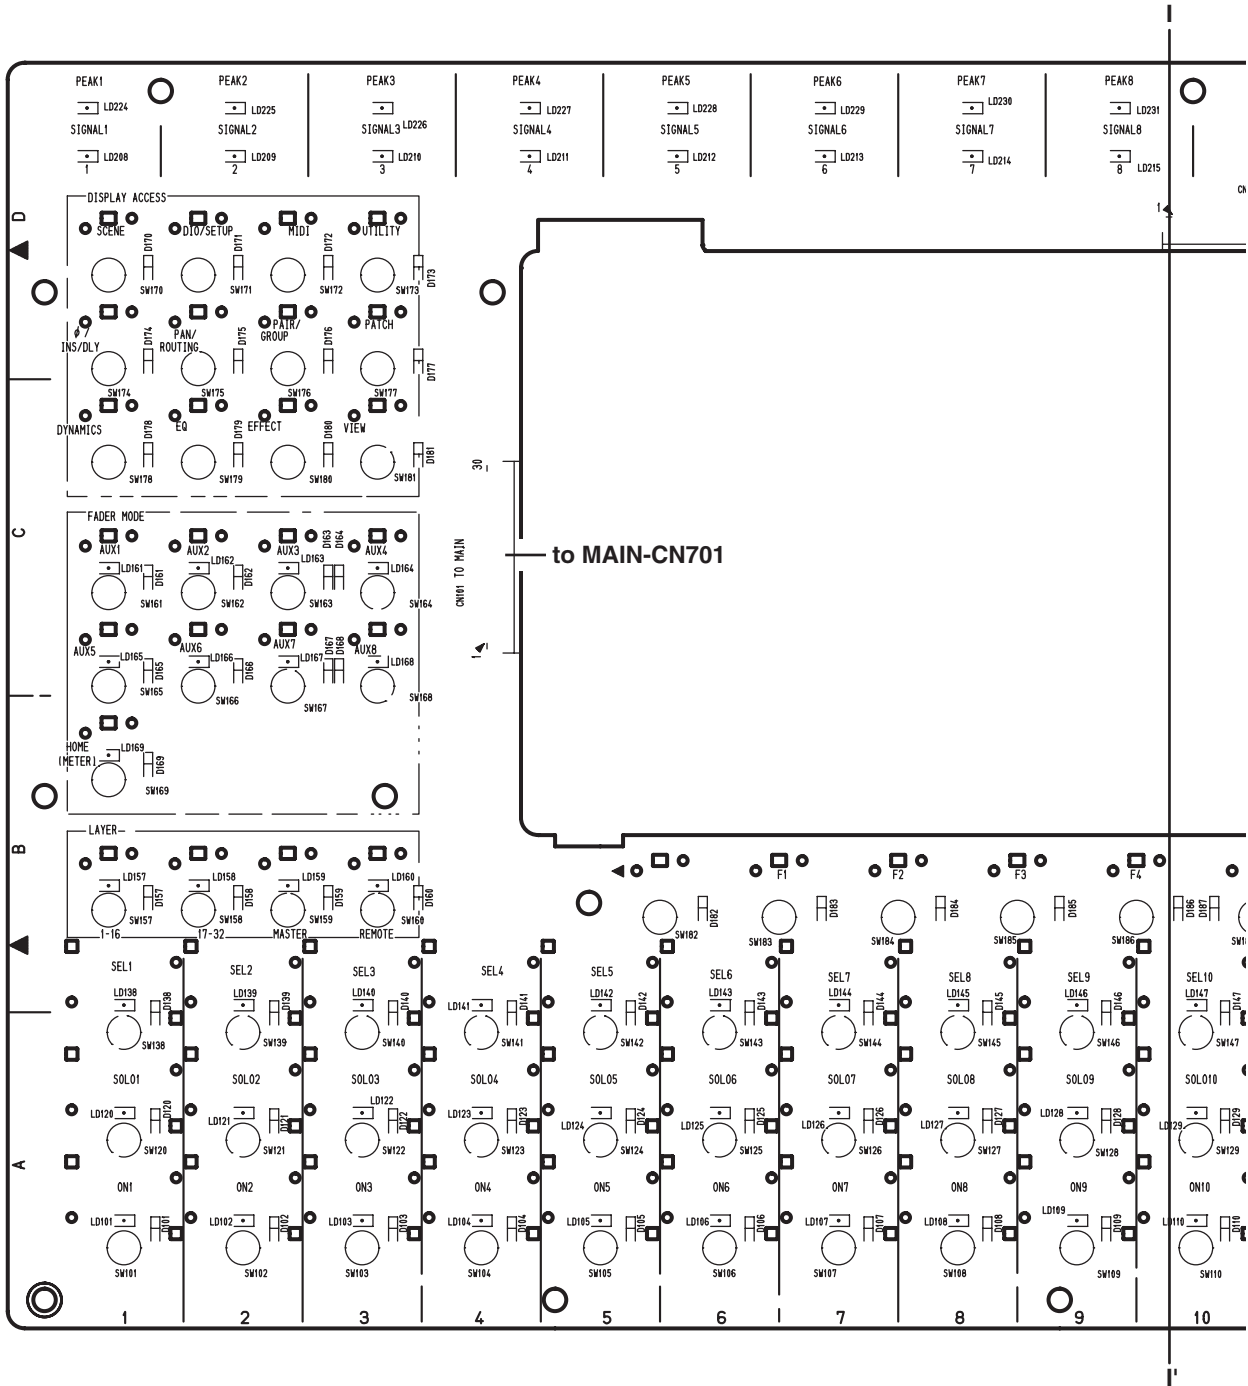 PEAK1 PEAK2 PEAK3 PEAK4 PEAK5 PEAK6 PEAK7 PEAK8
LD224 LD225 LD226 LD227 LD228 LD229 LD230 LD231
SIGNAL1 SIGNAL2 SIGNAL3 SIGNAL4 SIGNAL5 SIGNAL6 SIGNAL7 SIGNAL8
LD208 LD209 LD210 LD211 LD212 LD213 LD214 LD215
1 2 3 4 5 6 7 8
CN
1
D
DISPLAY ACCESS
SCENE DIO/SETUP MIDI UTILITY
D170 D171 D172 D173
SW170 SW171 SW172 SW173
ø /
INS/DLY
PAN/
ROUTING
PAIR/
GROUP
PATCH
D174 D175 D176 D177
SW174 SW175 SW176 SW177
DYNAMICS EQ EFFECT VIEW
D178 D179 D180 D181
SW178 SW179 SW180 SW181
C
FADER MODE
AUX1 AUX2 AUX3 AUX4
D163 D164
LD161 LD162 LD163 LD164
D161 D162
SW161 SW162 SW163 SW164
AUX5 AUX6 AUX7 AUX8
D167 D168
LD165 LD166 LD167 LD168
D165 D166
SW165 SW166 SW167 SW168
HOME
(METER)
LD169
D169
SW169
30
CN101 TO MAIN
1
to MAIN-CN701
B
LAYER
LD157 LD158 LD159 LD160
D157 D158 D159 D160
SW157 SW158 SW159 SW160
1-16 17-32 MASTER REMOTE
F1 F2 F3 F4
D182 D183 D184 D185 D186 D187
SW182 SW183 SW184 SW185 SW186
SEL1 SEL2 SEL3 SEL4 SEL5 SEL6 SEL7 SEL8 SEL9 SEL10
LD138 LD139 LD140 LD141 LD142 LD143 LD144 LD145 LD146 LD147
D138 D139 D140 D141 D142 D143 D144 D145 D146 D147
SW138 SW139 SW140 SW141 SW142 SW143 SW144 SW145 SW146 SW147
A
SOLO1 SOLO2 SOLO3 SOLO4 SOLO5 SOLO6 SOLO7 SOLO8 SOLO9 SOLO10
LD120 LD121 LD122 LD123 LD124 LD125 LD126 LD127 LD128 LD129
D120 D121 D122 D123 D124 D125 D126 D127 D128 D129
SW120 SW121 SW122 SW123 SW124 SW125 SW126 SW127 SW128 SW129
ON1 ON2 ON3 ON4 ON5 ON6 ON7 ON8 ON9 ON10
LD101 LD102 LD103 LD104 LD105 LD106 LD107 LD108 LD109 LD110
D101 D102 D103 D104 D105 D106 D107 D108 D109 D110
SW101 SW102 SW103 SW104 SW105 SW106 SW107 SW108 SW109 SW110
1 2 3 4 5 6 7 8 9 10
I
I'